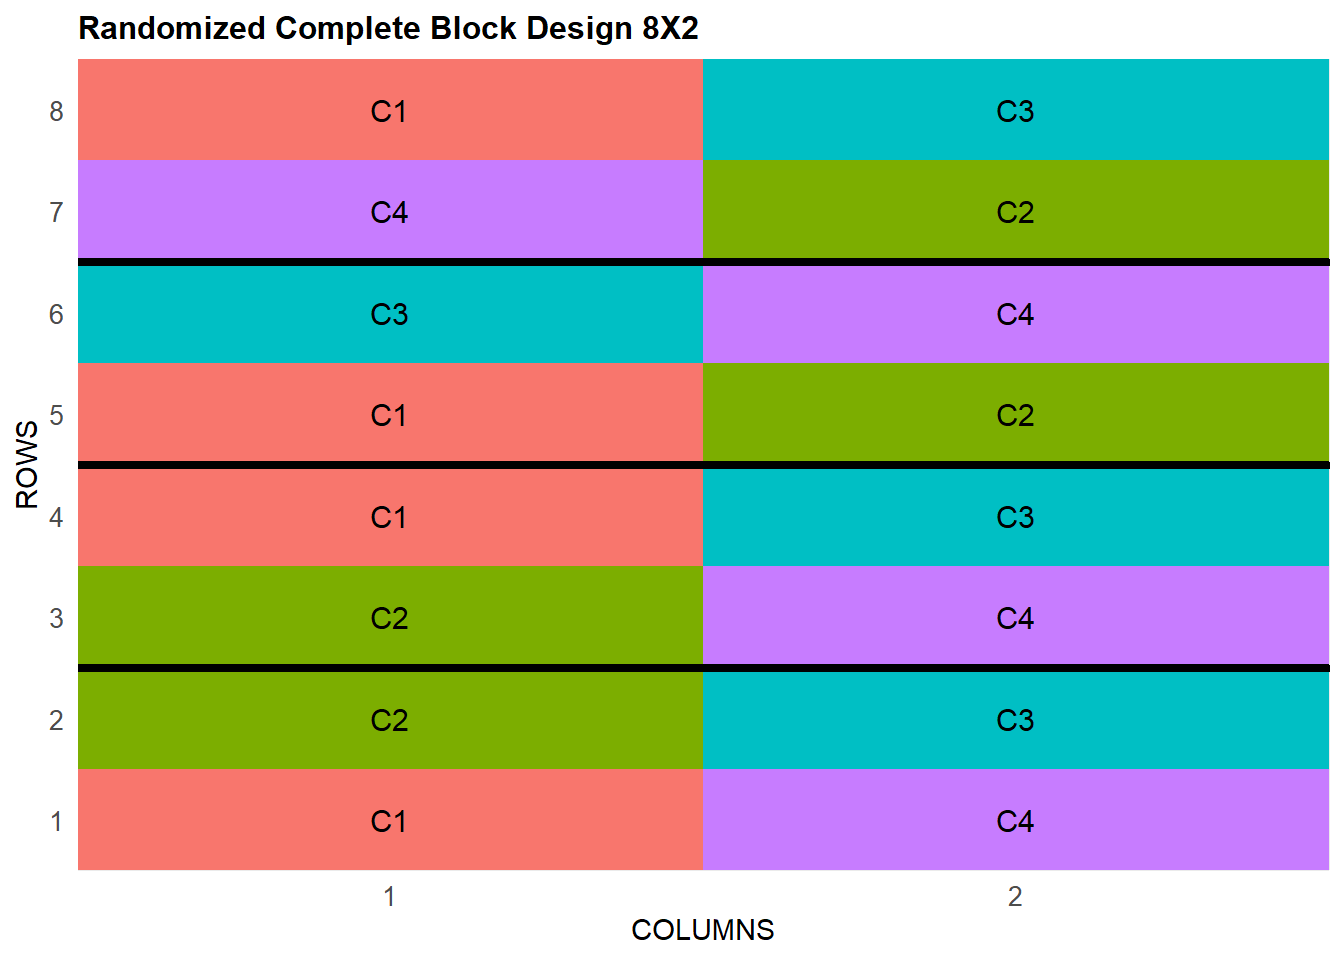 Randomized Complete Block Design 8X2
8 C1 C3
7 C4 C2
6 C3 C4
5 C1 C2
ROWS
4 C1 C3
3 C2 C4
2 C2 C3
1 C1 C4
1 2
COLUMNS